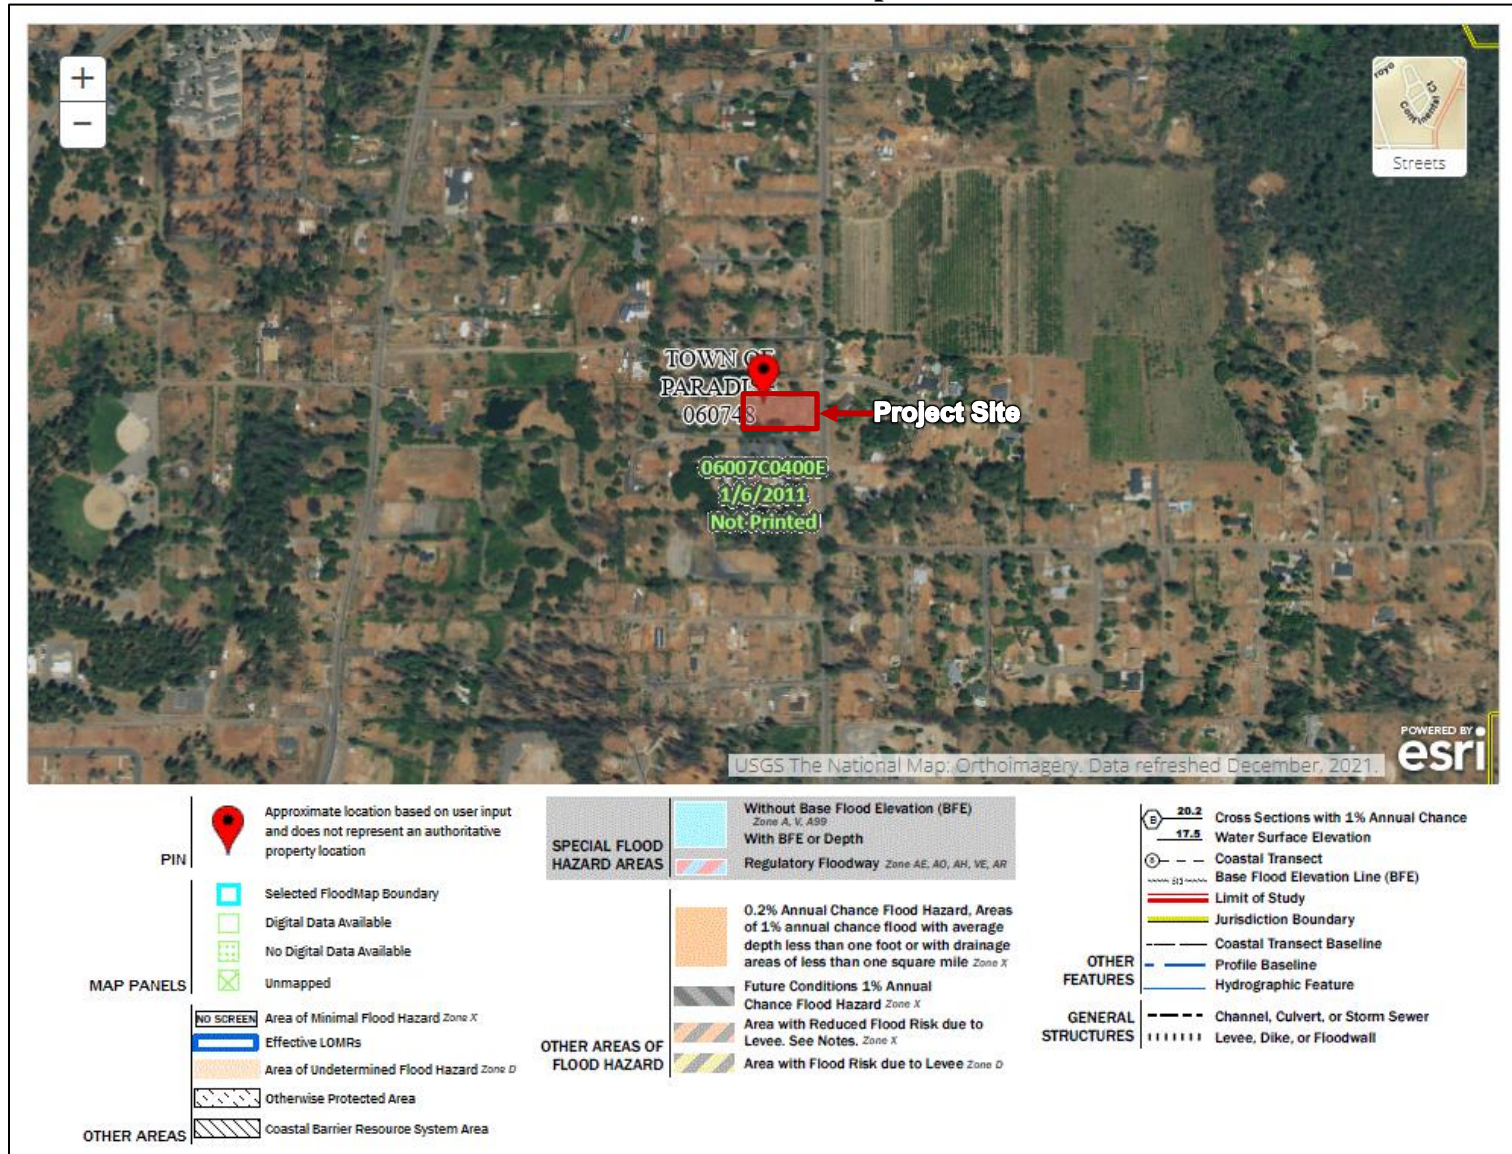 +
−
royo
Continental Ct
Streets
TOWN OF
PARADI
060748
Project Site
06007C0400E
1/6/2011
Not Printed
POWERED BY
esri
USGS The National Map: Orthoimagery. Data refreshed December, 2021.
PIN
Approximate location based on user input
and does not represent an authoritative
property location
MAP PANELS
Selected FloodMap Boundary
Digital Data Available
No Digital Data Available
Unmapped
OTHER AREAS
NO SCREEN Area of Minimal Flood Hazard Zone X
Effective LOMRs
Area of Undetermined Flood Hazard Zone D
Otherwise Protected Area
Coastal Barrier Resource System Area
SPECIAL FLOOD
HAZARD AREAS
Without Base Flood Elevation (BFE)
Zone A, V, A99
With BFE or Depth
Regulatory Floodway Zone AE, AO, AH, VE, AR
OTHER AREAS OF
FLOOD HAZARD
0.2% Annual Chance Flood Hazard, Areas
of 1% annual chance flood with average
depth less than one foot or with drainage
areas of less than one square mile Zone X
Future Conditions 1% Annual
Chance Flood Hazard Zone X
Area with Reduced Flood Risk due to
Levee. See Notes. Zone X
Area with Flood Risk due to Levee Zone D
OTHER
FEATURES
B 20.2 Cross Sections with 1% Annual Chance
17.5 Water Surface Elevation
8 Coastal Transect
513 Base Flood Elevation Line (BFE)
Limit of Study
Jurisdiction Boundary
Coastal Transect Baseline
Profile Baseline
Hydrographic Feature
GENERAL
STRUCTURES
Channel, Culvert, or Storm Sewer
Levee, Dike, or Floodwall